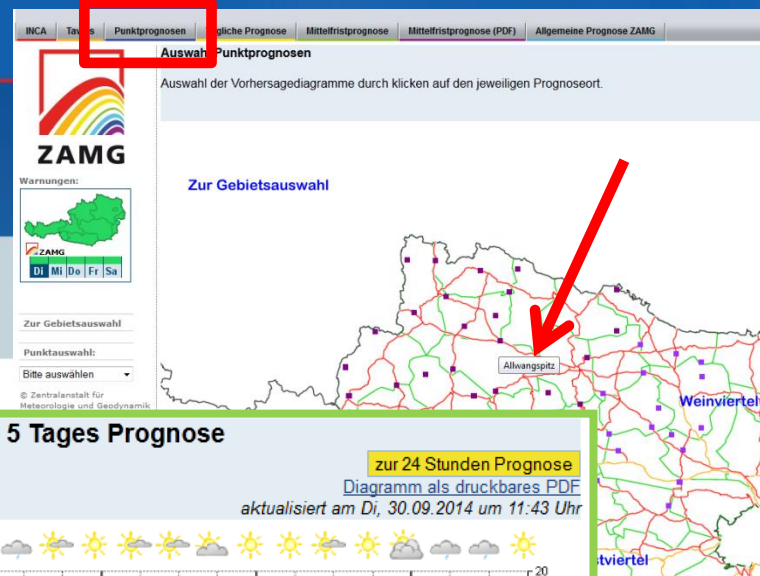 INCA
Punktprognosen
Prognose
Mittelfristprognose
Mittelfristprognose (PDF)
Allgemeine Prognose ZAMG
Auswahl Punktprognosen
Auswahl der Vorhersagediagramme durch klicken auf den jeweiligen Prognoseort.
ZAMG
Warnungen:
ZAMG
Di Mi Do Fr Sa
Zur Gebietsauswahl
Punktauswahl:
Bitte auswählen
© Zentralanstalt für
Meteorologie und Geodynamik
Zur Gebietsauswahl
Allwangspitz
Weinviertel
tviertel
5 Tages Prognose
zur 24 Stunden Prognose
Diagramm als druckbares PDF
aktualisiert am Di, 30.09.2014 um 11:43 Uhr
20